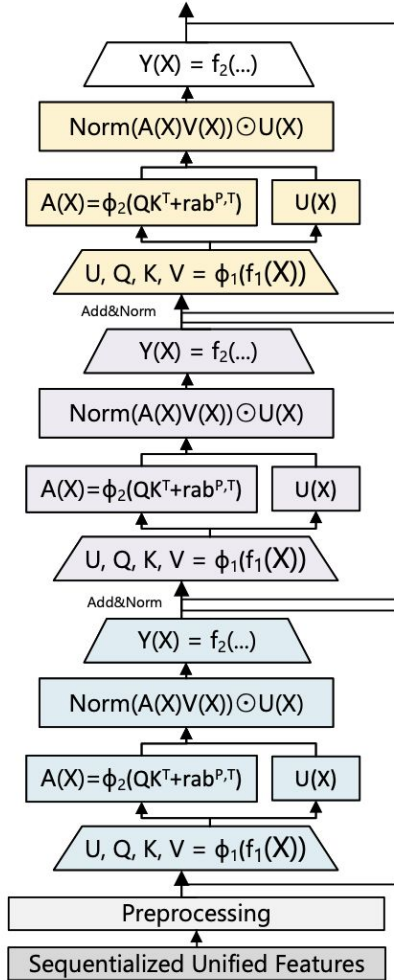 Y(X) = f₂(...)
Norm(A(X)V(X))⊙U(X)
A(X)=ϕ₂(QKᵀ+rabᴾ,ᵀ) U(X)
U, Q, K, V = ϕ₁(f₁(X))
Add&Norm
Y(X) = f₂(...)
Norm(A(X)V(X))⊙U(X)
A(X)=ϕ₂(QKᵀ+rabᴾ,ᵀ) U(X)
U, Q, K, V = ϕ₁(f₁(X))
Add&Norm
Y(X) = f₂(...)
Norm(A(X)V(X))⊙U(X)
A(X)=ϕ₂(QKᵀ+rabᴾ,ᵀ) U(X)
U, Q, K, V = ϕ₁(f₁(X))
Preprocessing
Sequentialized Unified Features